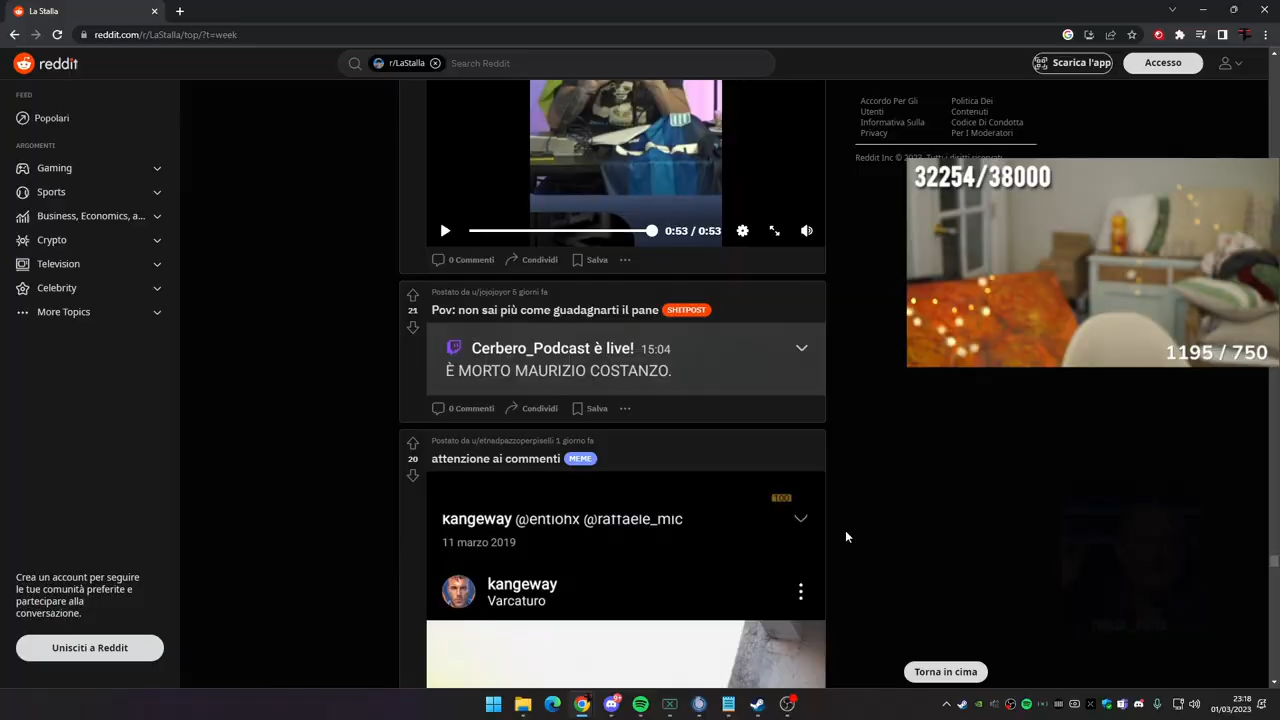 La Stalla
reddit.com/r/LaStalla/top/?t=week
reddit
r/LaStalla
Search Reddit
Scarica l'app
Accesso
FEED
Popolari
ARGOMENTI
Gaming
Sports
Business, Economics, a...
Crypto
Television
Celebrity
More Topics
Crea un account per seguire
le tue comunità preferite e
partecipare alla
conversazione.
Unisciti a Reddit
0:53 / 0:53
0 Commenti Condividi Salva
Postato da u/jojojoyor 5 giorni fa
21
Pov: non sai più come guadagnarti il pane SHITPOST
Cerbero_Podcast è live! 15:04
È MORTO MAURIZIO COSTANZO.
0 Commenti Condividi Salva
Postato da u/etnadpazzoperpiselli 1 giorno fa
20
attenzione ai commenti MEME
100
kangeway @entionx @raffaele_mic
11 marzo 2019
kangeway
Varcaturo
Accordo Per Gli
Utenti
Informativa Sulla
Privacy
Politica Dei
Contenuti
Codice Di Condotta
Per I Moderatori
Reddit Inc © 2023. Tutti i diritti riservati
32254/38000
1195 / 750
Torna in cima
9+
23:18
01/03/2023